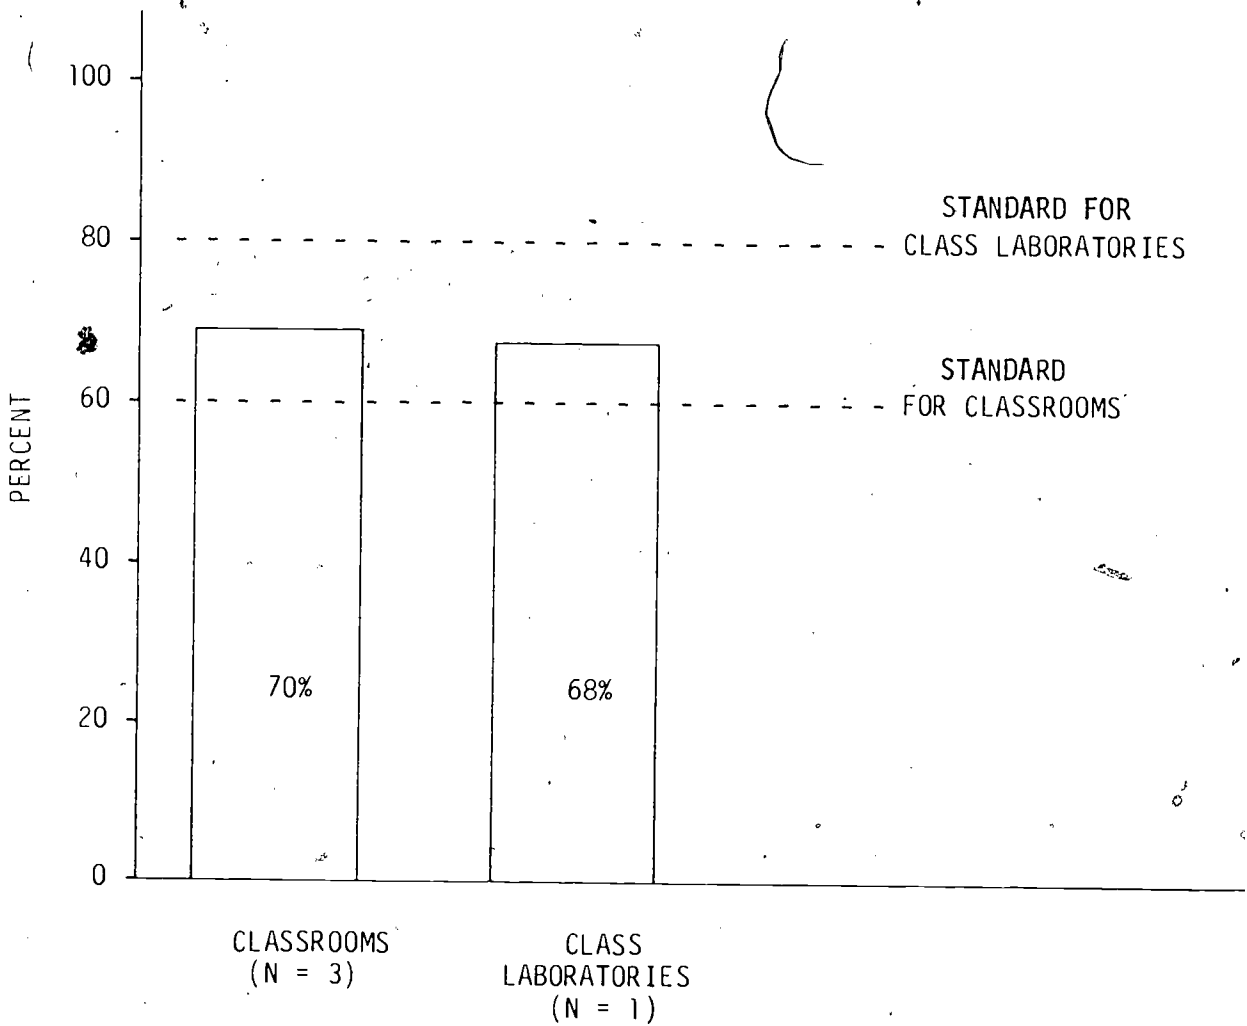 100
STANDARD FOR
CLASS LABORATORIES
80
STANDARD
FOR CLASSROOMS
60
PERCENT
40
70%
68%
20
0
CLASSROOMS
(N = 3)
CLASS
LABORATORIES
(N = 1)